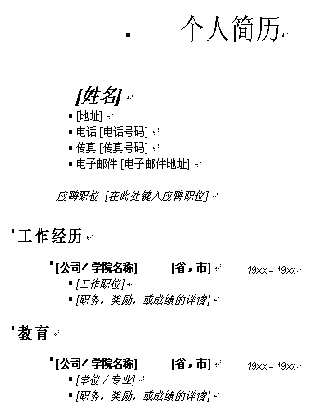 个人简历
[姓名]
[地址]
电话 [电话号码]
传真 [传真号码]
电子邮件 [电子邮件地址]
应聘职位 [在此处键入应聘职位]
工作经历
[公司/学院名称] [省,市] 19xx - 19xx
[工作职位]
[职务,奖励,或成绩的详情]
教育
[公司/学院名称] [省,市] 19xx - 19xx
[学位/专业]
[职务,奖励,或成绩的详情]